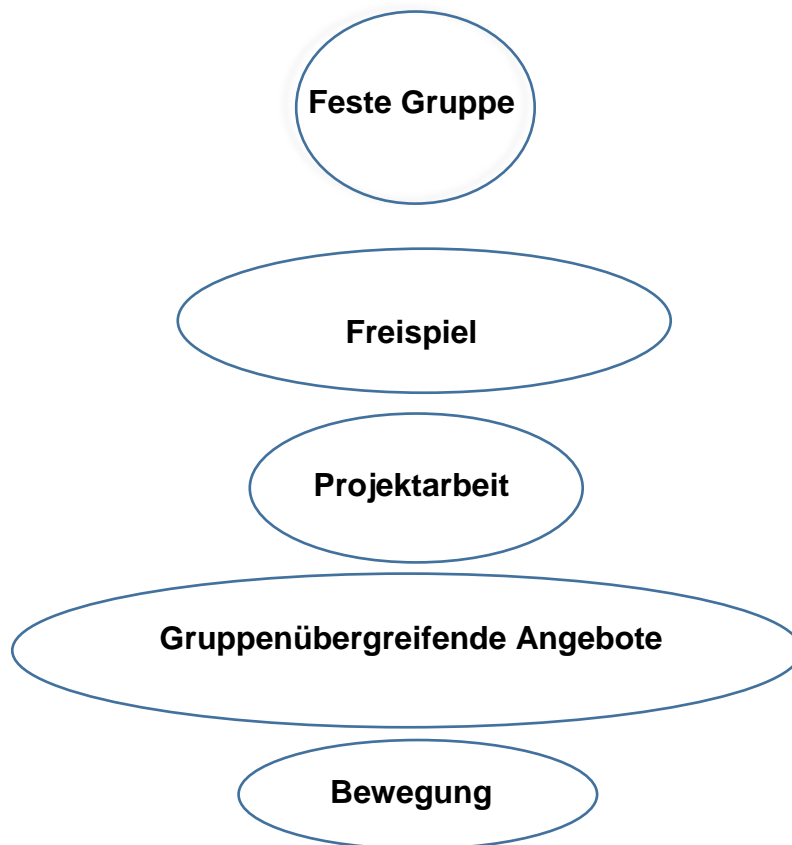 Feste Gruppe
Freispiel
Projektarbeit
Gruppenübergreifende Angebote
Bewegung